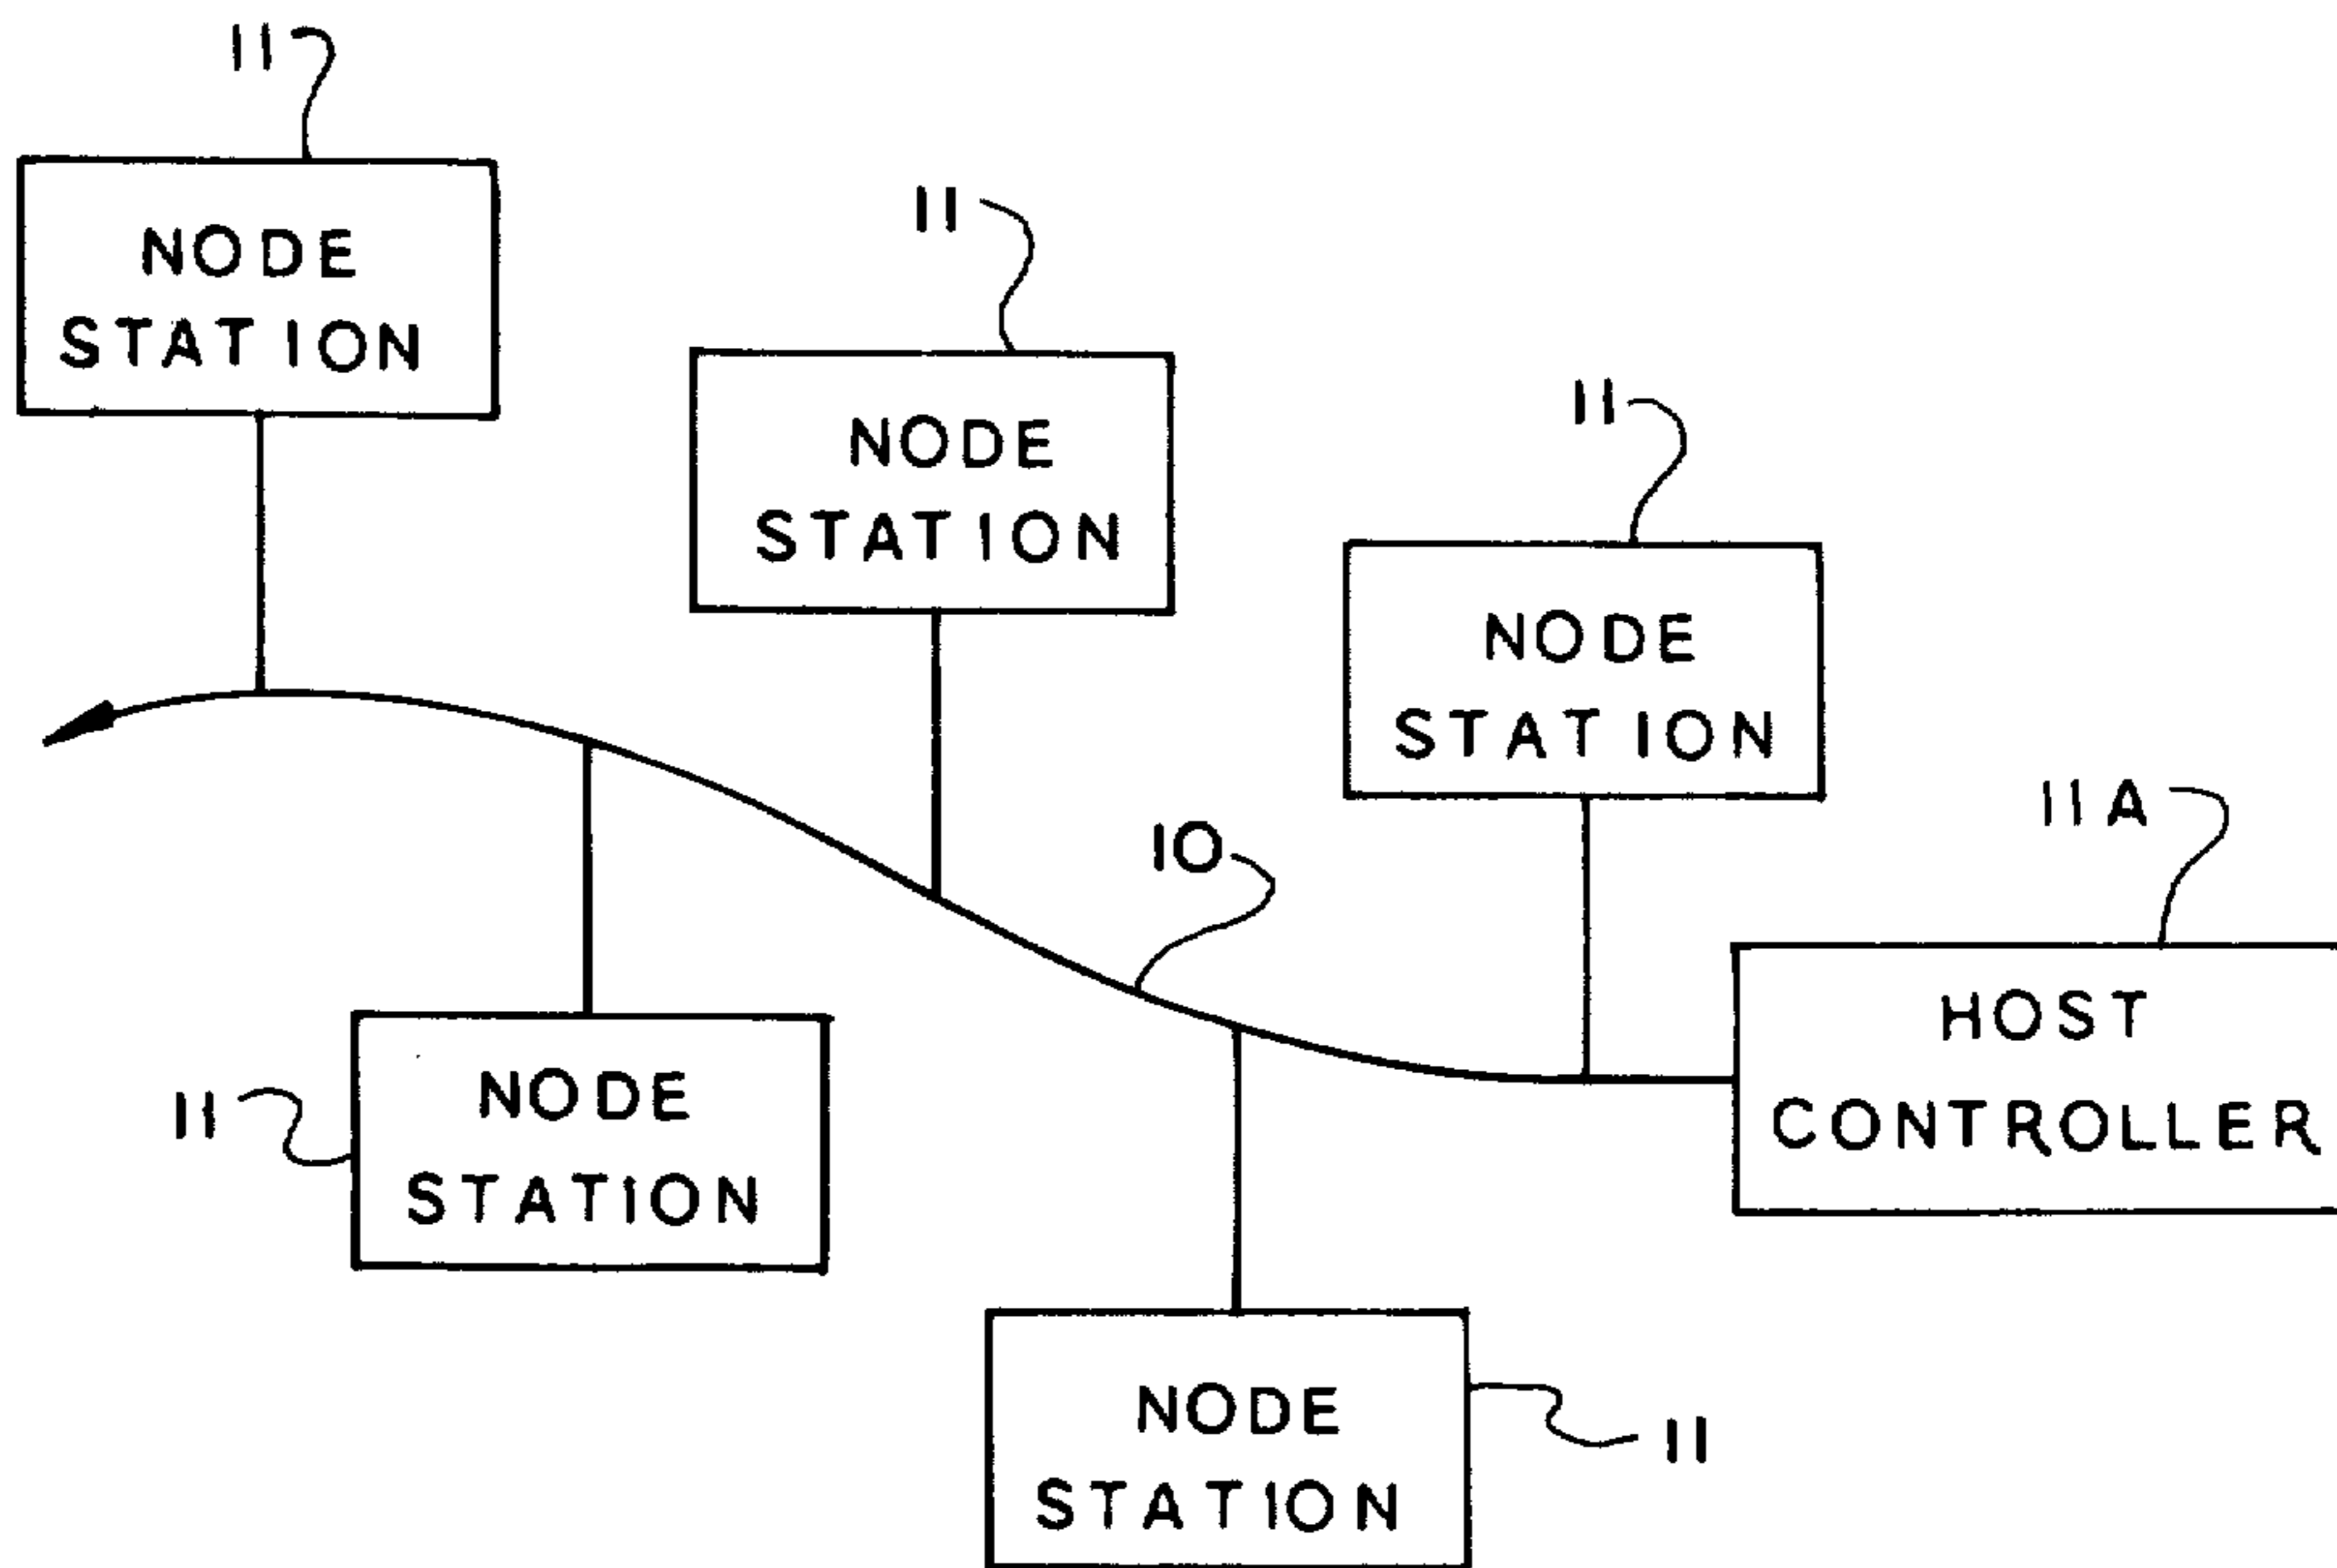 11
NODE
STATION
11
NODE
STATION
11
NODE
STATION
10
11A
HOST
CONTROLLER
11
NODE
STATION
NODE
STATION
11